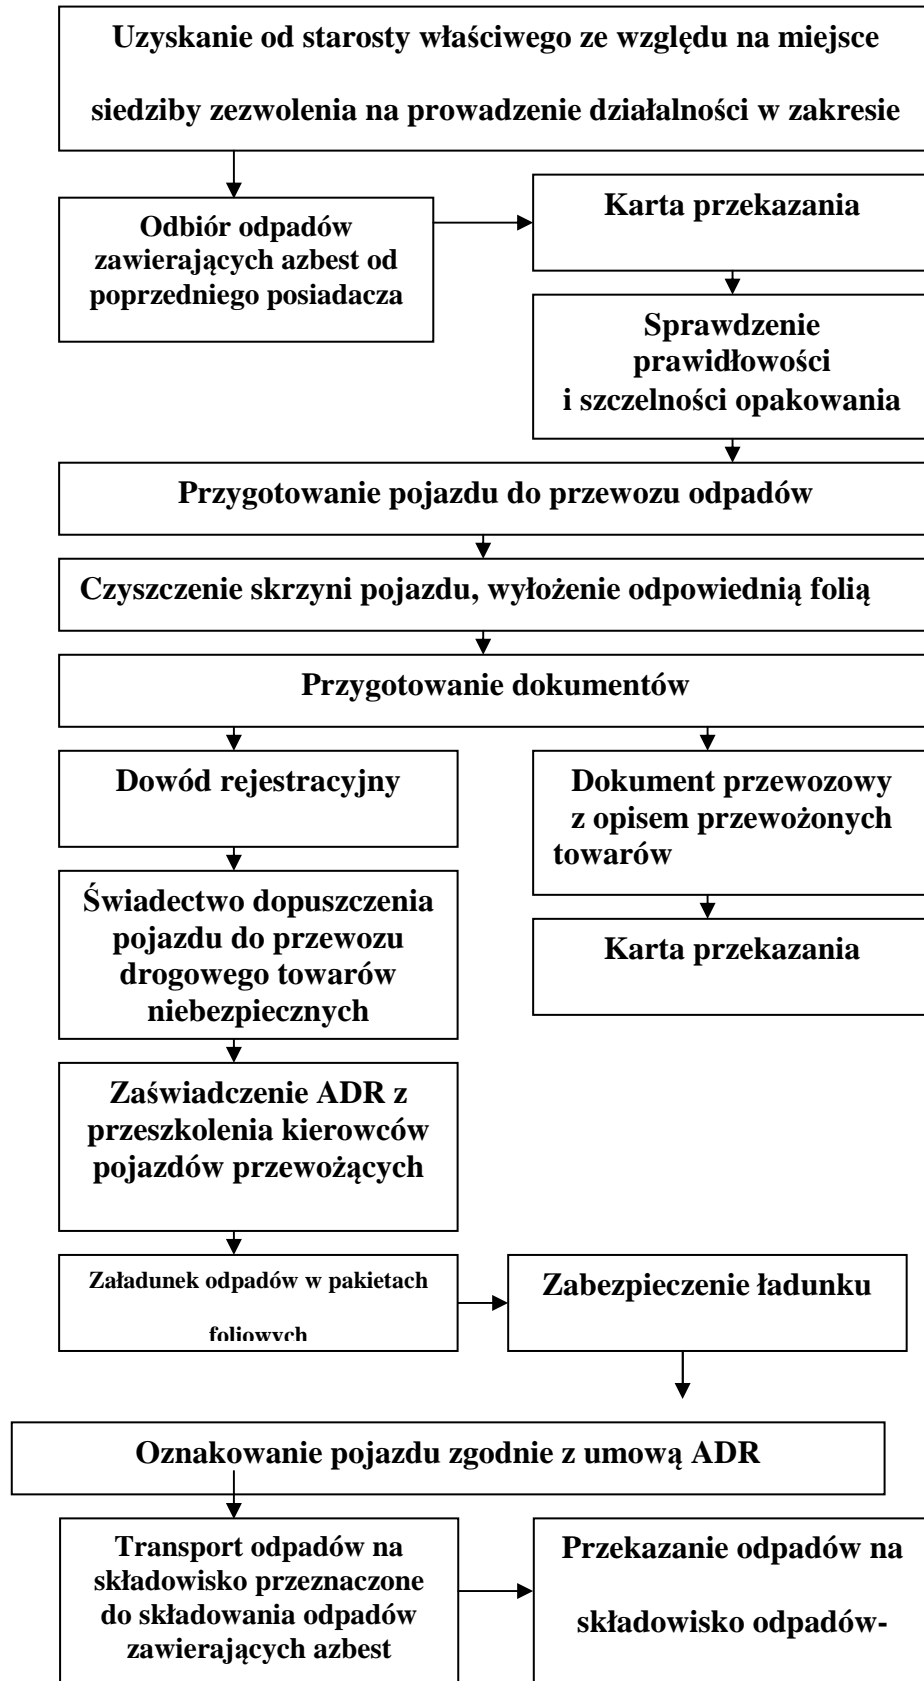 Uzyskanie od starosty właściwego ze względu na miejsce
siedziby zezwolenia na prowadzenie działalności w zakresie
Odbiór odpadów
zawierających azbest od
poprzedniego posiadacza
Karta przekazania
Sprawdzenie
prawidłowości
i szczelności opakowania
Przygotowanie pojazdu do przewozu odpadów
Czyszczenie skrzyni pojazdu, wyłożenie odpowiednią folią
Przygotowanie dokumentów
Dowód rejestracyjny
Świadectwo dopuszczenia
pojazdu do przewozu
drogowego towarów
niebezpiecznych
Zaświadczenie ADR z
przeszkolenia kierowców
pojazdów przewożących
Dokument przewozowy
z opisem przewożonych
towarów
Karta przekazania
Załadunek odpadów w pakietach
foliowych
Zabezpieczenie ładunku
Oznakowanie pojazdu zgodnie z umową ADR
Transport odpadów na
składowisko przeznaczone
do składowania odpadów
zawierających azbest
Przekazanie odpadów na
składowisko odpadów-